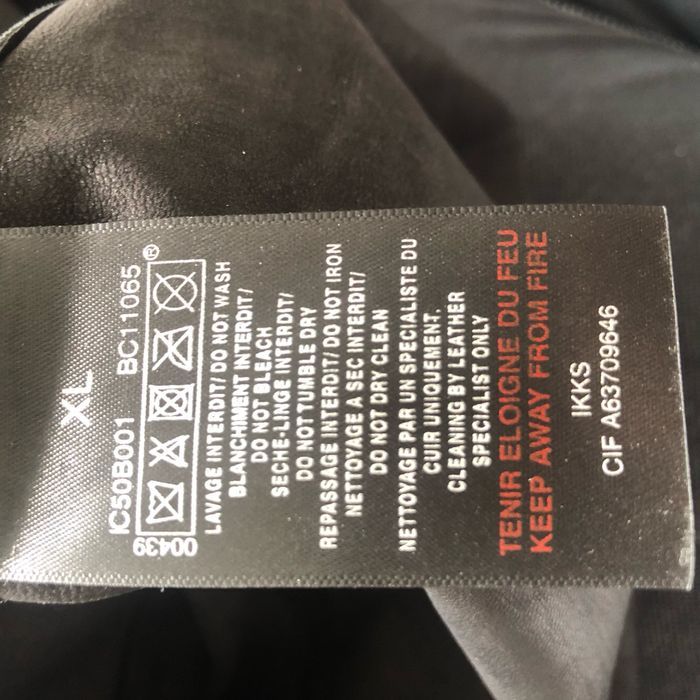 XL
IC50B001 BC11065
00439 ®
LAVAGE INTERDIT/ DO NOT WASH
BLANCHIMENT INTERDIT/
DO NOT BLEACH
SECHE-LINGE INTERDIT/
DO NOT TUMBLE DRY
REPASSAGE INTERDIT/ DO NOT IRON
NETTOYAGE A SEC INTERDIT/
DO NOT DRY CLEAN
NETTOYAGE PAR UN SPECIALISTE DU
CUIR UNIQUEMENT.
CLEANING BY LEATHER
SPECIALIST ONLY
TENIR ELOIGNE DU FEU
KEEP AWAY FROM FIRE
IKKS
CIF A63709646